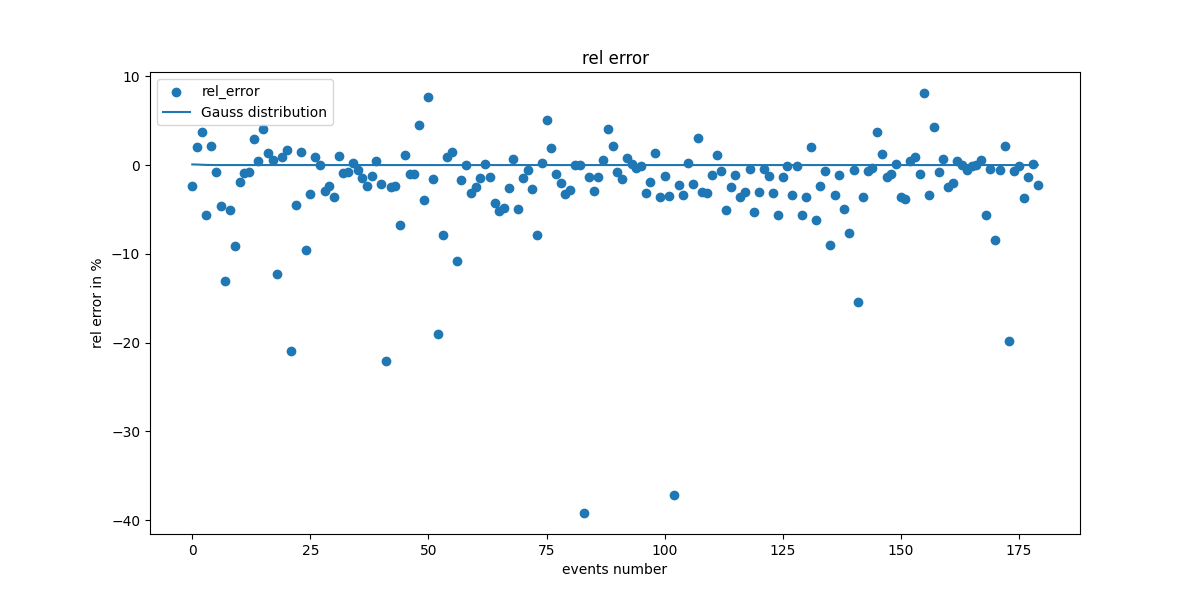 rel error
10
0
−10
−20
−30
−40
rel error in %
rel_error
Gauss distribution
0
25
50
75
100
125
150
175
events number